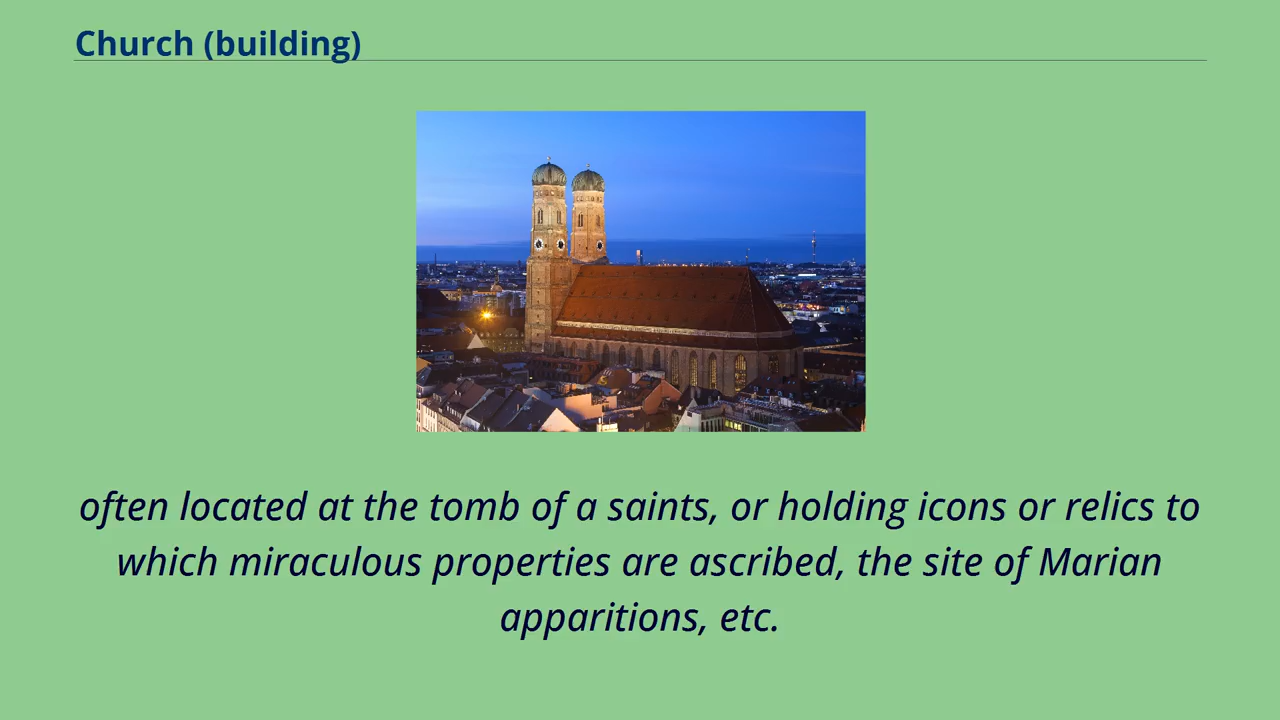 Church (building)
often located at the tomb of a saints, or holding icons or relics to
which miraculous properties are ascribed, the site of Marian
apparitions, etc.